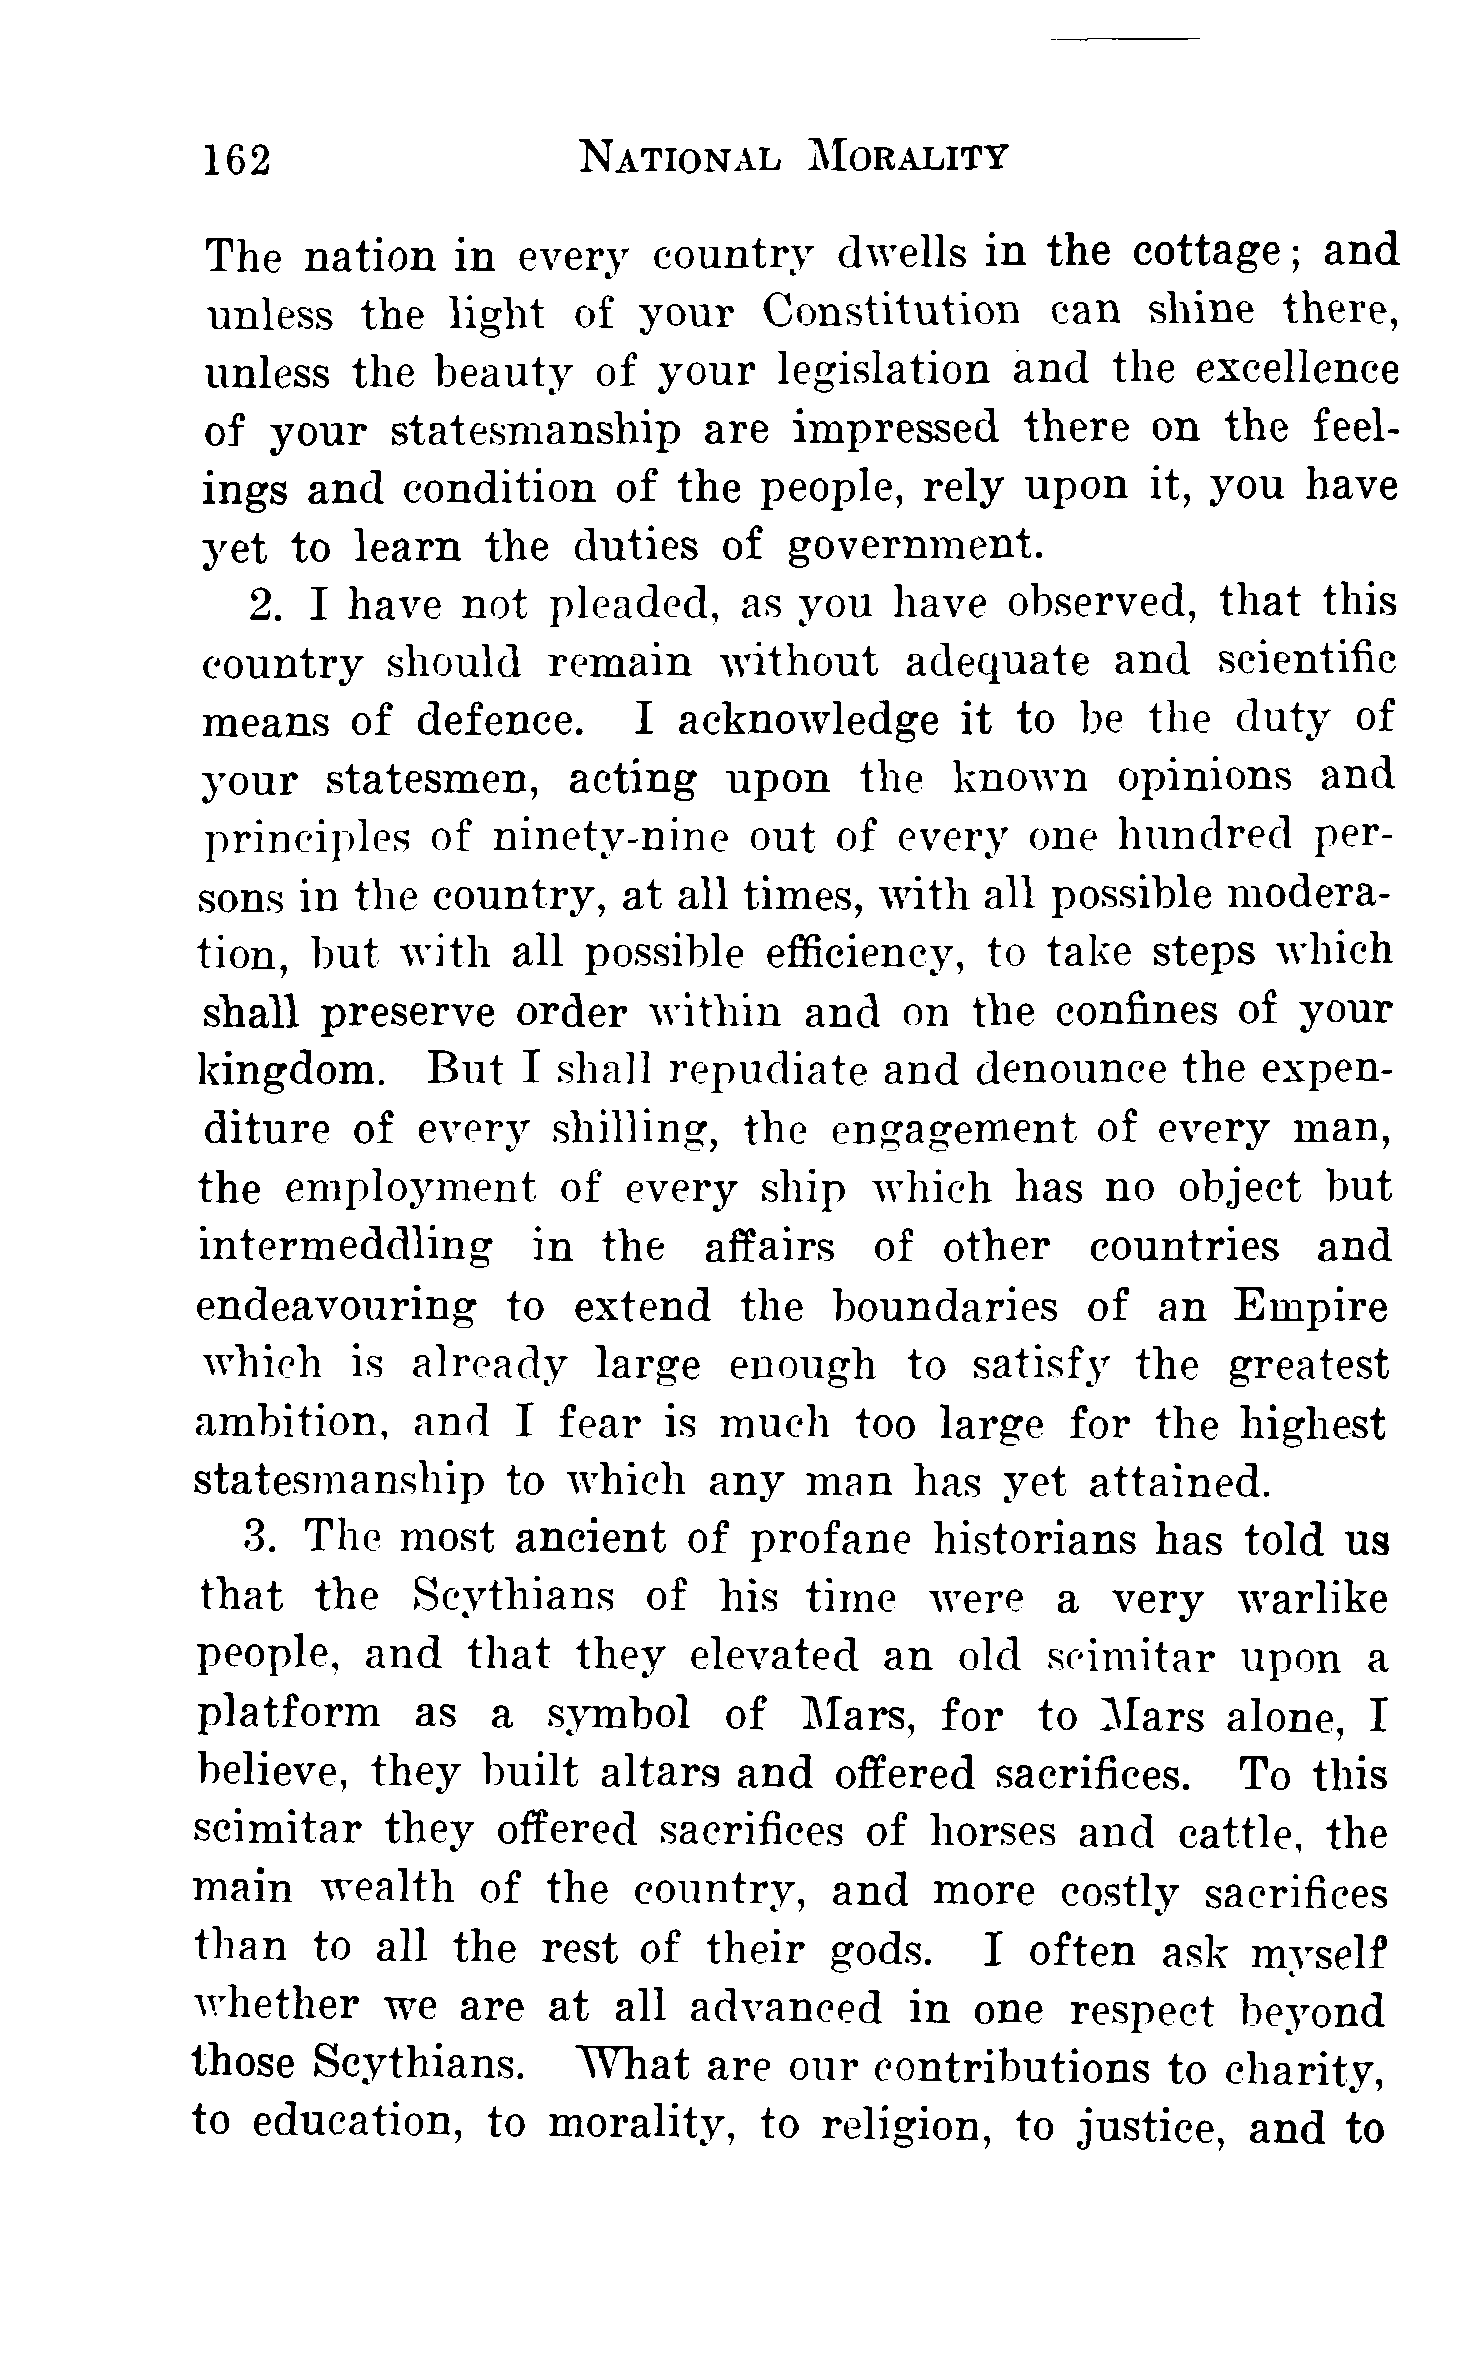 162 NATIONAL MORALITY
The nation in every country dwells in the cottage; and
unless the light of your Constitution can shine there,
unless the beauty of your legislation and the excellence
of your statesmanship are impressed there on the feel-
ings and condition of the people, rely upon it, you have
yet to learn the duties of government.
2. I have not pleaded, as you have observed, that this
country should remain without adequate and scientific
means of defence. I acknowledge it to be the duty of
your statesmen, acting upon the known opinions and
principles of ninety-nine out of every one hundred per-
sons in the country, at all times, with all possible modera-
tion, but with all possible efficiency, to take steps which
shall preserve order within and on the confines of your
kingdom. But I shall repudiate and denounce the expen-
diture of every shilling, the engagement of every man,
the employment of every ship which has no object but
intermeddling in the affairs of other countries and
endeavouring to extend the boundaries of an Empire
which is already large enough to satisfy the greatest
ambition, and I fear is much too large for the highest
statesmanship to which any man has yet attained.
3. The most ancient of profane historians has told us
that the Scythians of his time were a very warlike
people, and that they elevated an old scimitar upon a
platform as a symbol of Mars, for to Mars alone, I
believe, they built altars and offered sacrifices. To this
scimitar they offered sacrifices of horses and cattle, the
main wealth of the country, and more costly sacrifices
than to all the rest of their gods. I often ask myself
whether we are at all advanced in one respect beyond
those Scythians. What are our contributions to charity,
to education, to morality, to religion, to justice, and to